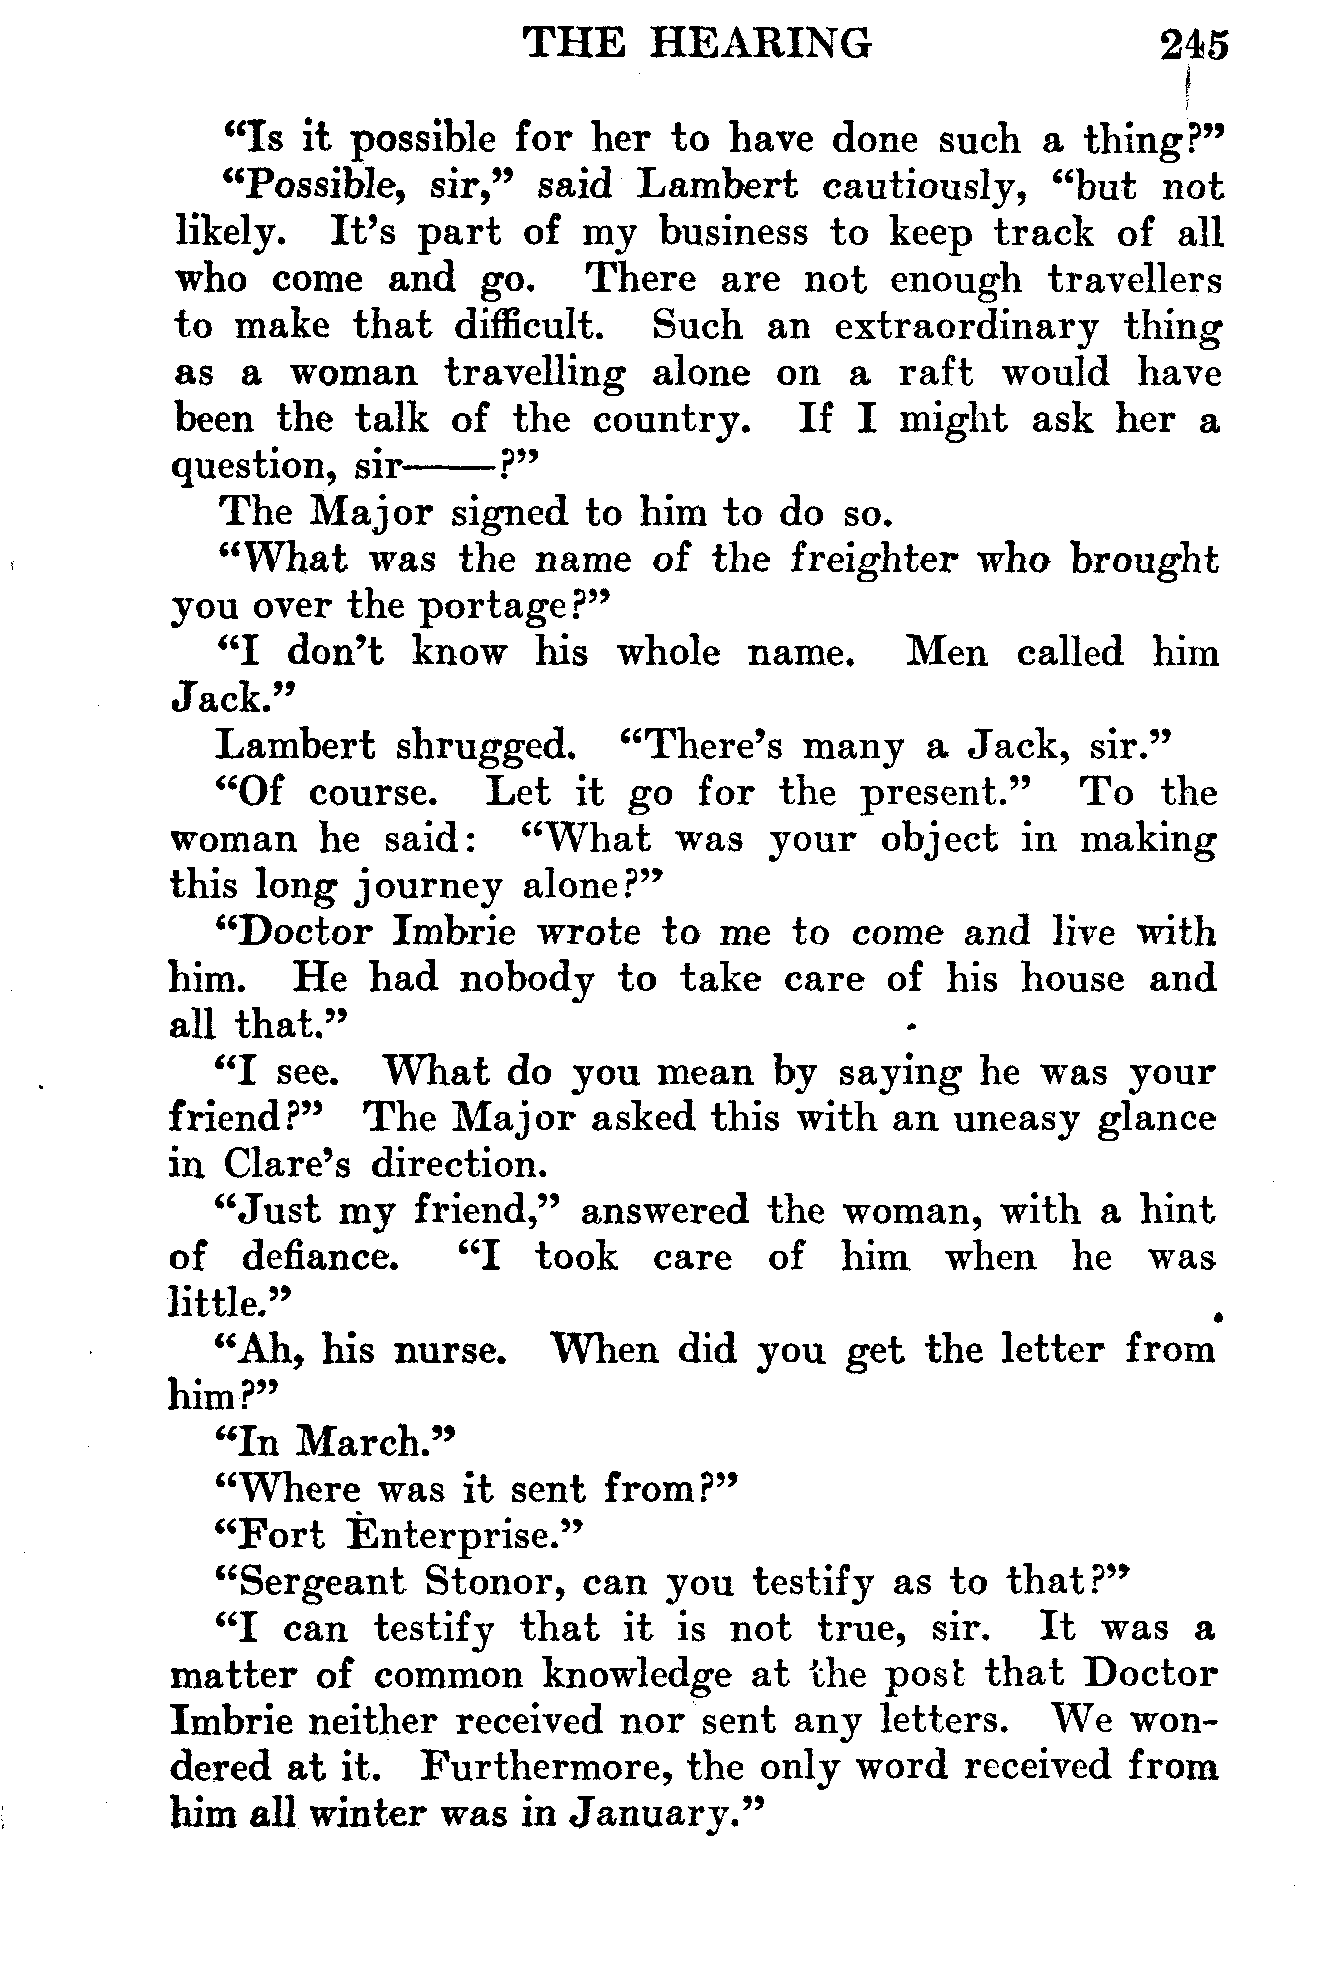 THE HEARING 245
“Is it possible for her to have done such a thing?”
“Possible, sir,” said Lambert cautiously, “but not
likely. It’s part of my business to keep track of all
who come and go. There are not enough travellers
to make that difficult. Such an extraordinary thing
as a woman travelling alone on a raft would have
been the talk of the country. If I might ask her a
question, sir——?”
The Major signed to him to do so.
“What was the name of the freighter who brought
you over the portage?”
“I don’t know his whole name. Men called him
Jack.”
Lambert shrugged. “There’s many a Jack, sir.”
“Of course. Let it go for the present.” To the
woman he said: “What was your object in making
this long journey alone?”
“Doctor Imbrie wrote to me to come and live with
him. He had nobody to take care of his house and
all that.”
“I see. What do you mean by saying he was your
friend?” The Major asked this with an uneasy glance
in Clare’s direction.
“Just my friend,” answered the woman, with a hint
of defiance. “I took care of him when he was
little.”
“Ah, his nurse. When did you get the letter from
him?”
“In March.”
“Where was it sent from?”
“Fort Enterprise.”
“Sergeant Stonor, can you testify as to that?”
“I can testify that it is not true, sir. It was a
matter of common knowledge at the post that Doctor
Imbrie neither received nor sent any letters. We won-
dered at it. Furthermore, the only word received from
him all winter was in January.”